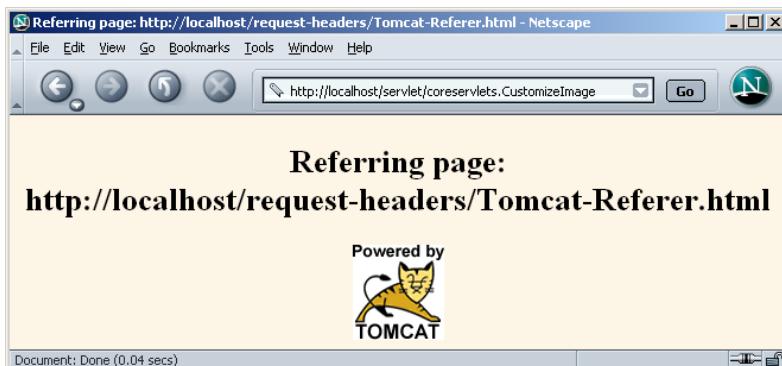 Referring page: http://localhost/request-headers/Tomcat-Referer.html - Netscape
File Edit View Go Bookmarks Tools Window Help
http://localhost/servlet/coreservlets.CustomizeImage Go N
Referring page:
http://localhost/request-headers/Tomcat-Referer.html
Powered by
TOMCAT
Document: Done (0.04 secs)